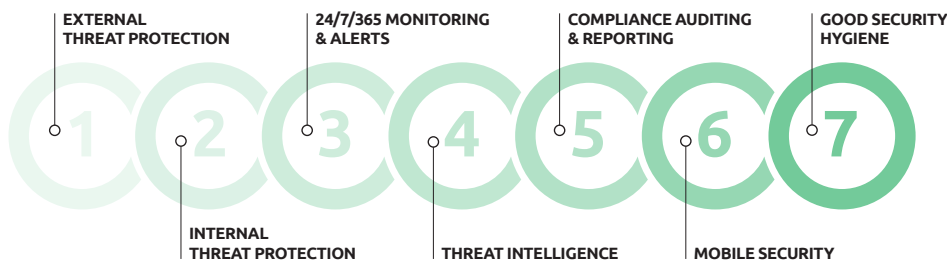 EXTERNAL
THREAT PROTECTION
24/7/365 MONITORING
& ALERTS
COMPLIANCE AUDITING
& REPORTING
GOOD SECURITY
HYGIENE
1
2
3
4
5
6
7
INTERNAL
THREAT PROTECTION
THREAT INTELLIGENCE
MOBILE SECURITY